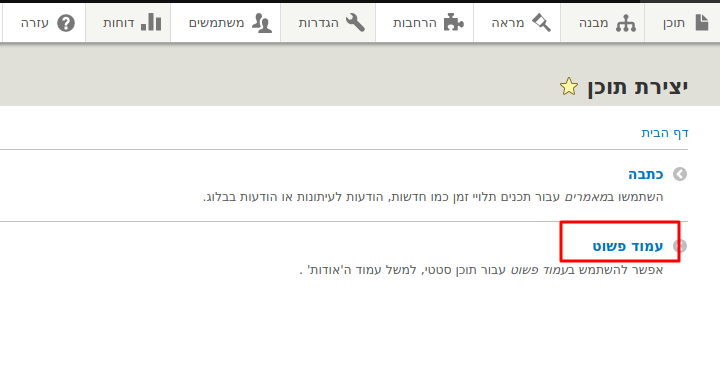 תוכן מבנה מראה הרחבות הגדרות משתמשים דוחות עזרה
יצירת תוכן
דף הבית
כתבה
השתמשו במאמרים עבור תכנים תלויי זמן כמו חדשות, הודעות לעיתונות או הודעות בבלוג.
עמוד פשוט
אפשר להשתמש בעמוד פשוט עבור תוכן סטטי, למשל עמוד ה'אודות' .